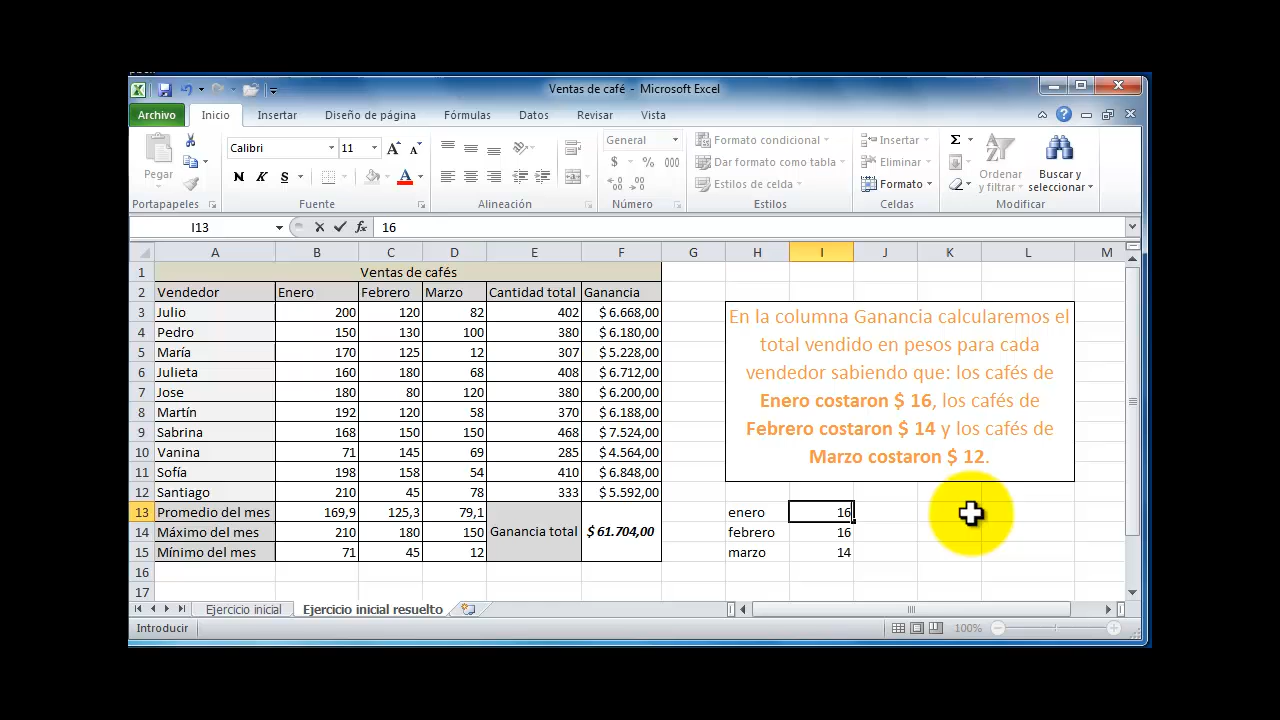 Ventas de café - Microsoft Excel
Archivo Inicio Insertar Diseño de página Fórmulas Datos Revisar Vista
Pegar
Portapapeles
Calibri 11
N K S
Fuente
Alineación
General
$ % 000
Número
Formato condicional
Dar formato como tabla
Estilos de celda
Estilos
Insertar
Eliminar
Formato
Celdas
Σ
Ordenar y filtrar
Buscar y seleccionar
Modificar
I13 fx 16
A B C D E F G H I J K L M
1 Ventas de cafés
2 Vendedor Enero Febrero Marzo Cantidad total Ganancia
3 Julio 200 120 82 402 $ 6.668,00
4 Pedro 150 130 100 380 $ 6.180,00
5 María 170 125 12 307 $ 5.228,00
6 Julieta 160 180 68 408 $ 6.712,00
7 Jose 180 80 120 380 $ 6.200,00
8 Martín 192 120 58 370 $ 6.188,00
9 Sabrina 168 150 150 468 $ 7.524,00
10 Vanina 71 145 69 285 $ 4.564,00
11 Sofía 198 158 54 410 $ 6.848,00
12 Santiago 210 45 78 333 $ 5.592,00
13 Promedio del mes 169,9 125,3 79,1
14 Máximo del mes 210 180 150 Ganancia total $ 61.704,00
15 Mínimo del mes 71 45 12
16
17
En la columna Ganancia calcularemos el
total vendido en pesos para cada
vendedor sabiendo que: los cafés de
Enero costaron $ 16, los cafés de
Febrero costaron $ 14 y los cafés de
Marzo costaron $ 12.
enero 16
febrero 16
marzo 14
Ejercicio inicial Ejercicio inicial resuelto
Introducir 100%